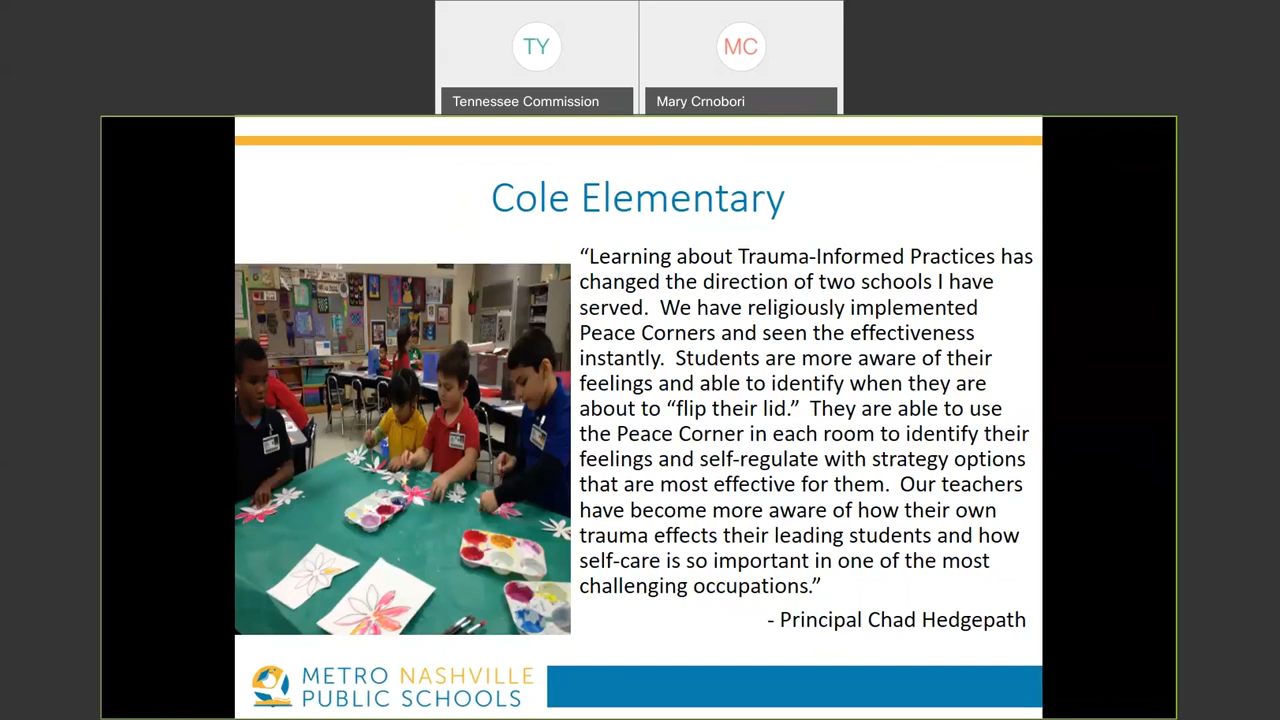 TY
MC
Tennessee Commission
Mary Crnobori
Cole Elementary
“Learning about Trauma-Informed Practices has
changed the direction of two schools I have
served.  We have religiously implemented
Peace Corners and seen the effectiveness
instantly.  Students are more aware of their
feelings and able to identify when they are
about to “flip their lid.”  They are able to use
the Peace Corner in each room to identify their
feelings and self-regulate with strategy options
that are most effective for them.  Our teachers
have become more aware of how their own
trauma effects their leading students and how
self-care is so important in one of the most
challenging occupations.”
- Principal Chad Hedgepath
METRO NASHVILLE
PUBLIC SCHOOLS